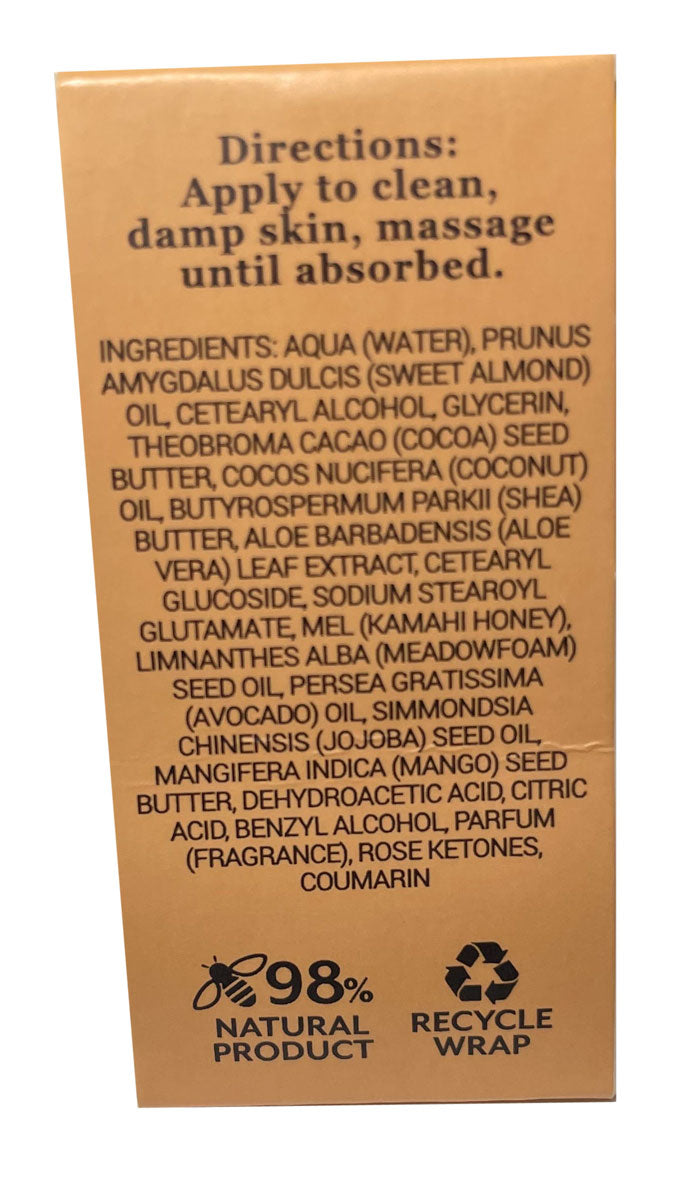 Directions:
Apply to clean,
damp skin, massage
until absorbed.
INGREDIENTS: AQUA (WATER), PRUNUS
AMYGDALUS DULCIS (SWEET ALMOND)
OIL, CETEARYL ALCOHOL, GLYCERIN,
THEOBROMA CACAO (COCOA) SEED
BUTTER, COCOS NUCIFERA (COCONUT)
OIL, BUTYROSPERMUM PARKII (SHEA)
BUTTER, ALOE BARBADENSIS (ALOE
VERA) LEAF EXTRACT, CETEARYL
GLUCOSIDE, SODIUM STEAROYL
GLUTAMATE, MEL (KAMAHI HONEY),
LIMNANTHES ALBA (MEADOWFOAM)
SEED OIL, PERSEA GRATISSIMA
(AVOCADO) OIL, SIMMONDSIA
CHINENSIS (JOJOBA) SEED OIL,
MANGIFERA INDICA (MANGO) SEED
BUTTER, DEHYDROACETIC ACID, CITRIC
ACID, BENZYL ALCOHOL, PARFUM
(FRAGRANCE), ROSE KETONES,
COUMARIN
98%
NATURAL
PRODUCT
RECYCLE
WRAP